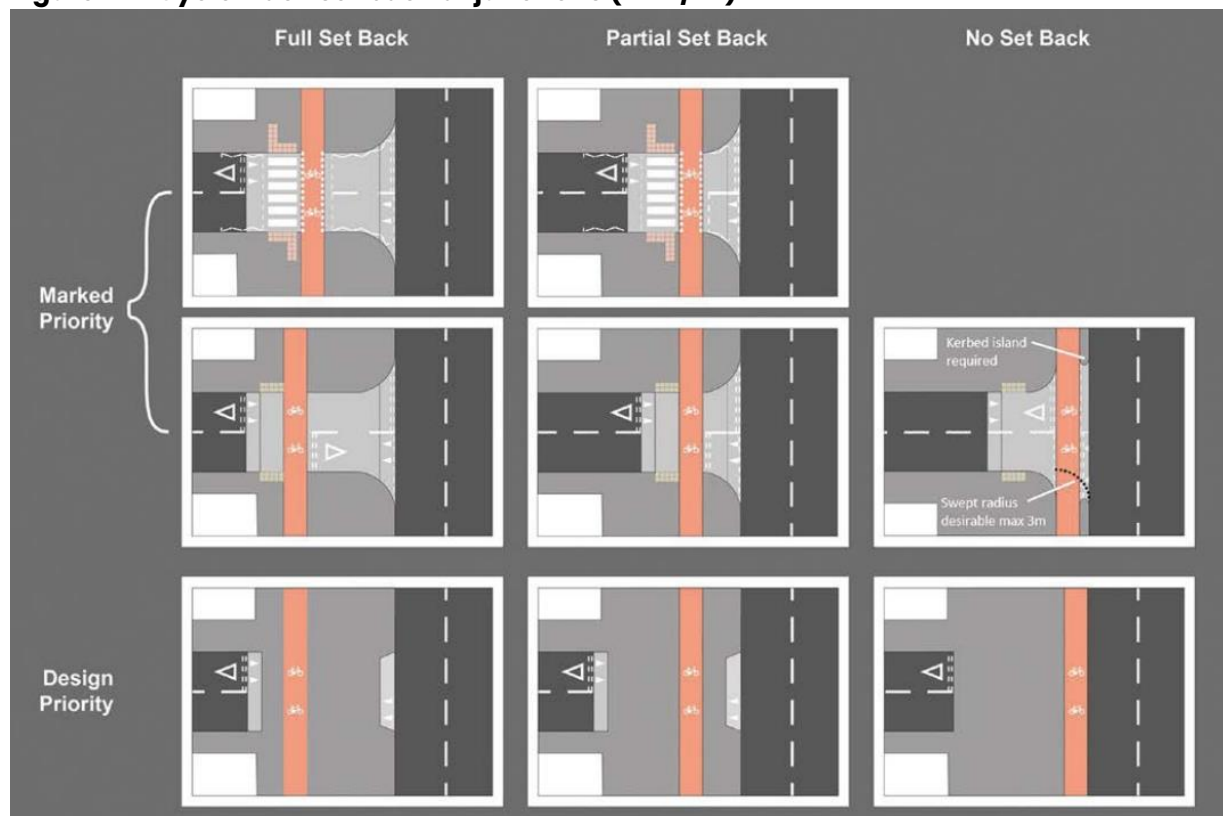 Full Set Back
Partial Set Back
No Set Back
Marked
Priority
Kerbed island
required
Swept radius
desirable max 3m
Design
Priority